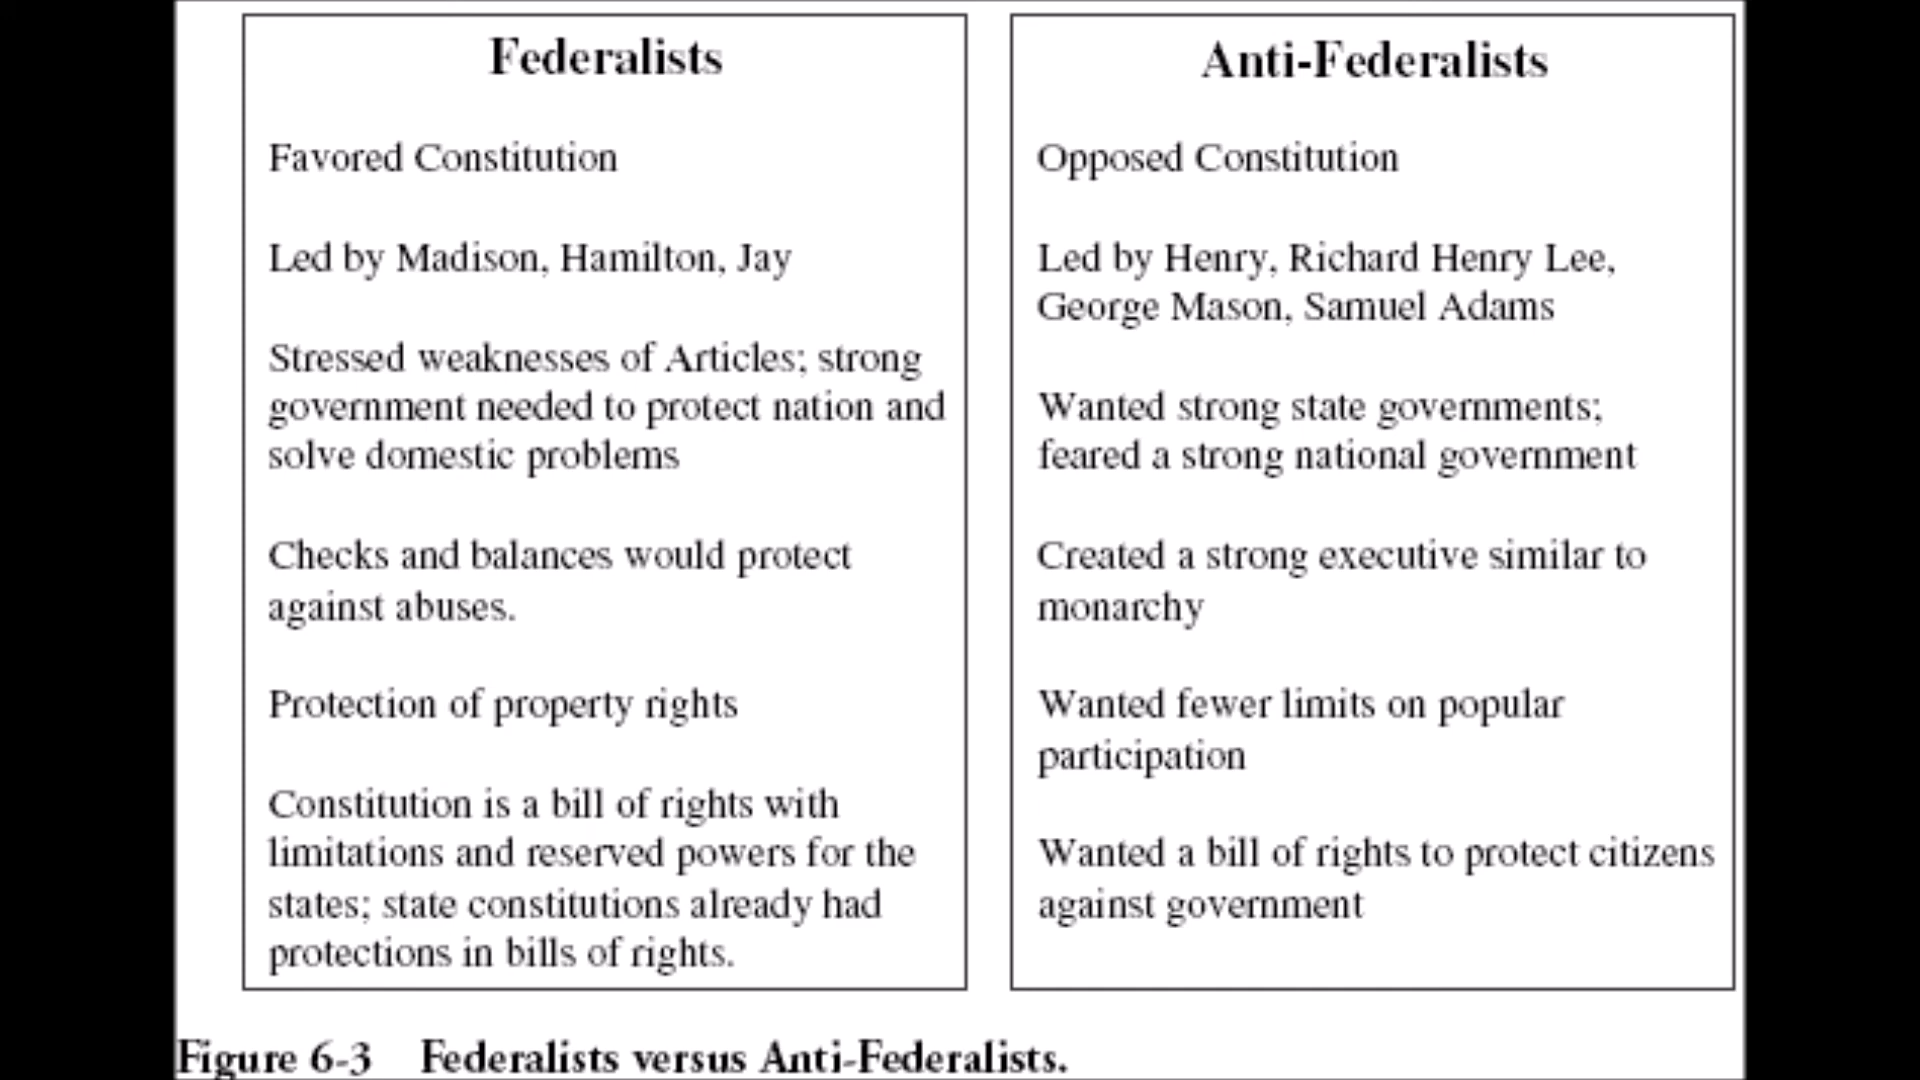 Federalists
Favored Constitution
Led by Madison, Hamilton, Jay
Stressed weaknesses of Articles; strong
government needed to protect nation and
solve domestic problems
Checks and balances would protect
against abuses.
Protection of property rights
Constitution is a bill of rights with
limitations and reserved powers for the
states; state constitutions already had
protections in bills of rights.
Anti-Federalists
Opposed Constitution
Led by Henry, Richard Henry Lee,
George Mason, Samuel Adams
Wanted strong state governments;
feared a strong national government
Created a strong executive similar to
monarchy
Wanted fewer limits on popular
participation
Wanted a bill of rights to protect citizens
against government
Figure 6-3 Federalists versus Anti-Federalists.